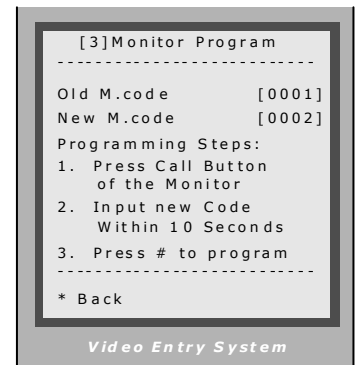 [3]Monitor Program
--------------------------
Old M.code [0001]
New M.code [0002]
Programming Steps:
1. Press Call Button
of the Monitor
2. Input new Code
Within 10 Seconds
3. Press # to program
--------------------------
* Back
Video Entry System